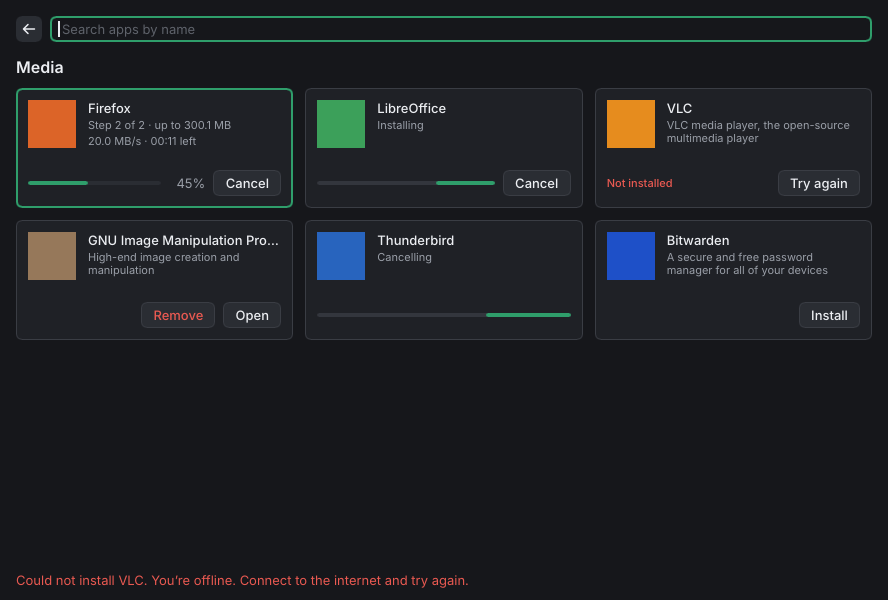 Search apps by name
Media
Firefox
Step 2 of 2 · up to 300.1 MB
20.0 MB/s · 00:11 left
45%
Cancel
LibreOffice
Installing
Cancel
VLC
VLC media player, the open-source
multimedia player
Not installed
Try again
GNU Image Manipulation Pro...
High-end image creation and
manipulation
Remove
Open
Thunderbird
Cancelling
Bitwarden
A secure and free password
manager for all of your devices
Install
Could not install VLC. You're offline. Connect to the internet and try again.